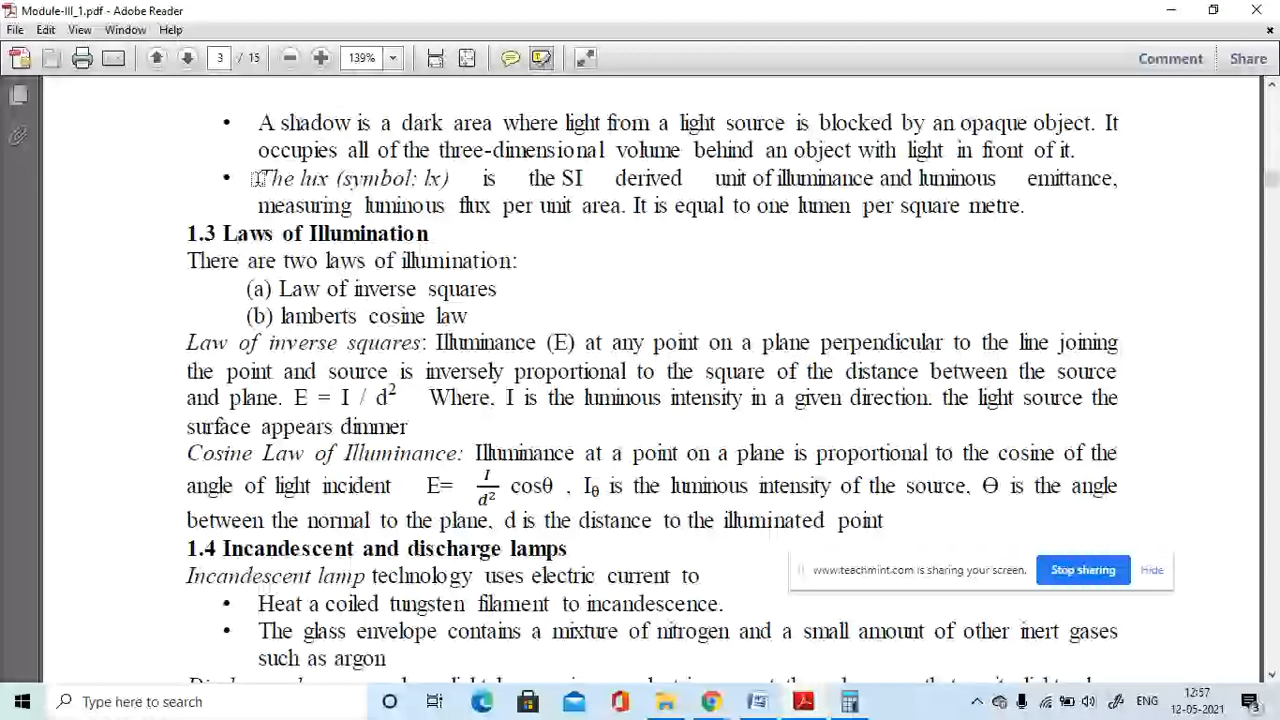 Module-III_1.pdf - Adobe Reader
File Edit View Window Help
3 / 15 139% Comment Share
• A shadow is a dark area where light from a light source is blocked by an opaque object. It
occupies all of the three-dimensional volume behind an object with light in front of it.
• The lux (symbol: lx) is the SI derived unit of illuminance and luminous emittance,
measuring luminous flux per unit area. It is equal to one lumen per square metre.
1.3 Laws of Illumination
There are two laws of illumination:
(a) Law of inverse squares
(b) lamberts cosine law
Law of inverse squares: Illuminance (E) at any point on a plane perpendicular to the line joining
the point and source is inversely proportional to the square of the distance between the source
and plane. E = I / d² Where, I is the luminous intensity in a given direction. the light source the
surface appears dimmer
Cosine Law of Illuminance: Illuminance at a point on a plane is proportional to the cosine of the
angle of light incident E= I/d² cosθ , Iθ is the luminous intensity of the source, Θ is the angle
between the normal to the plane, d is the distance to the illuminated point
1.4 Incandescent and discharge lamps
Incandescent lamp technology uses electric current to
www.teachmint.com is sharing your screen. Stop sharing Hide
• Heat a coiled tungsten filament to incandescence.
• The glass envelope contains a mixture of nitrogen and a small amount of other inert gases
such as argon
Type here to search
ENG 12:57
12-05-2021
3